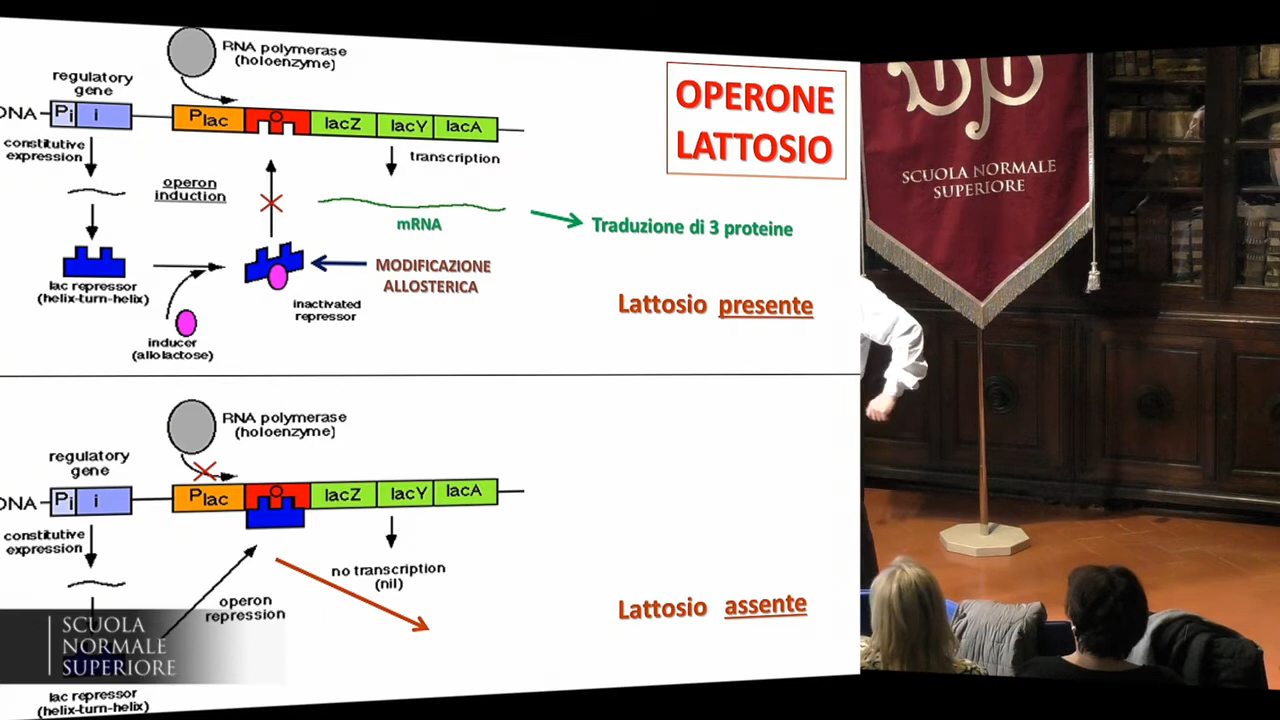 RNA polymerase
(holoenzyme)
regulatory
gene
DNA
Pi
i
Plac
O
lacZ
lacY
lacA
constitutive
expression
transcription
operon
induction
mRNA
Traduzione di 3 proteine
lac repressor
(helix-turn-helix)
MODIFICAZIONE
ALLOSTERICA
inactivated
repressor
inducer
(allolactose)
Lattosio presente
OPERONE
LATTOSIO
SCUOLA NORMALE
SUPERIORE
RNA polymerase
(holoenzyme)
regulatory
gene
DNA
Pi
i
Plac
O
lacZ
lacY
lacA
constitutive
expression
no transcription
(nil)
operon
repression
Lattosio assente
SCUOLA
NORMALE
SUPERIORE
lac repressor
(helix-turn-helix)